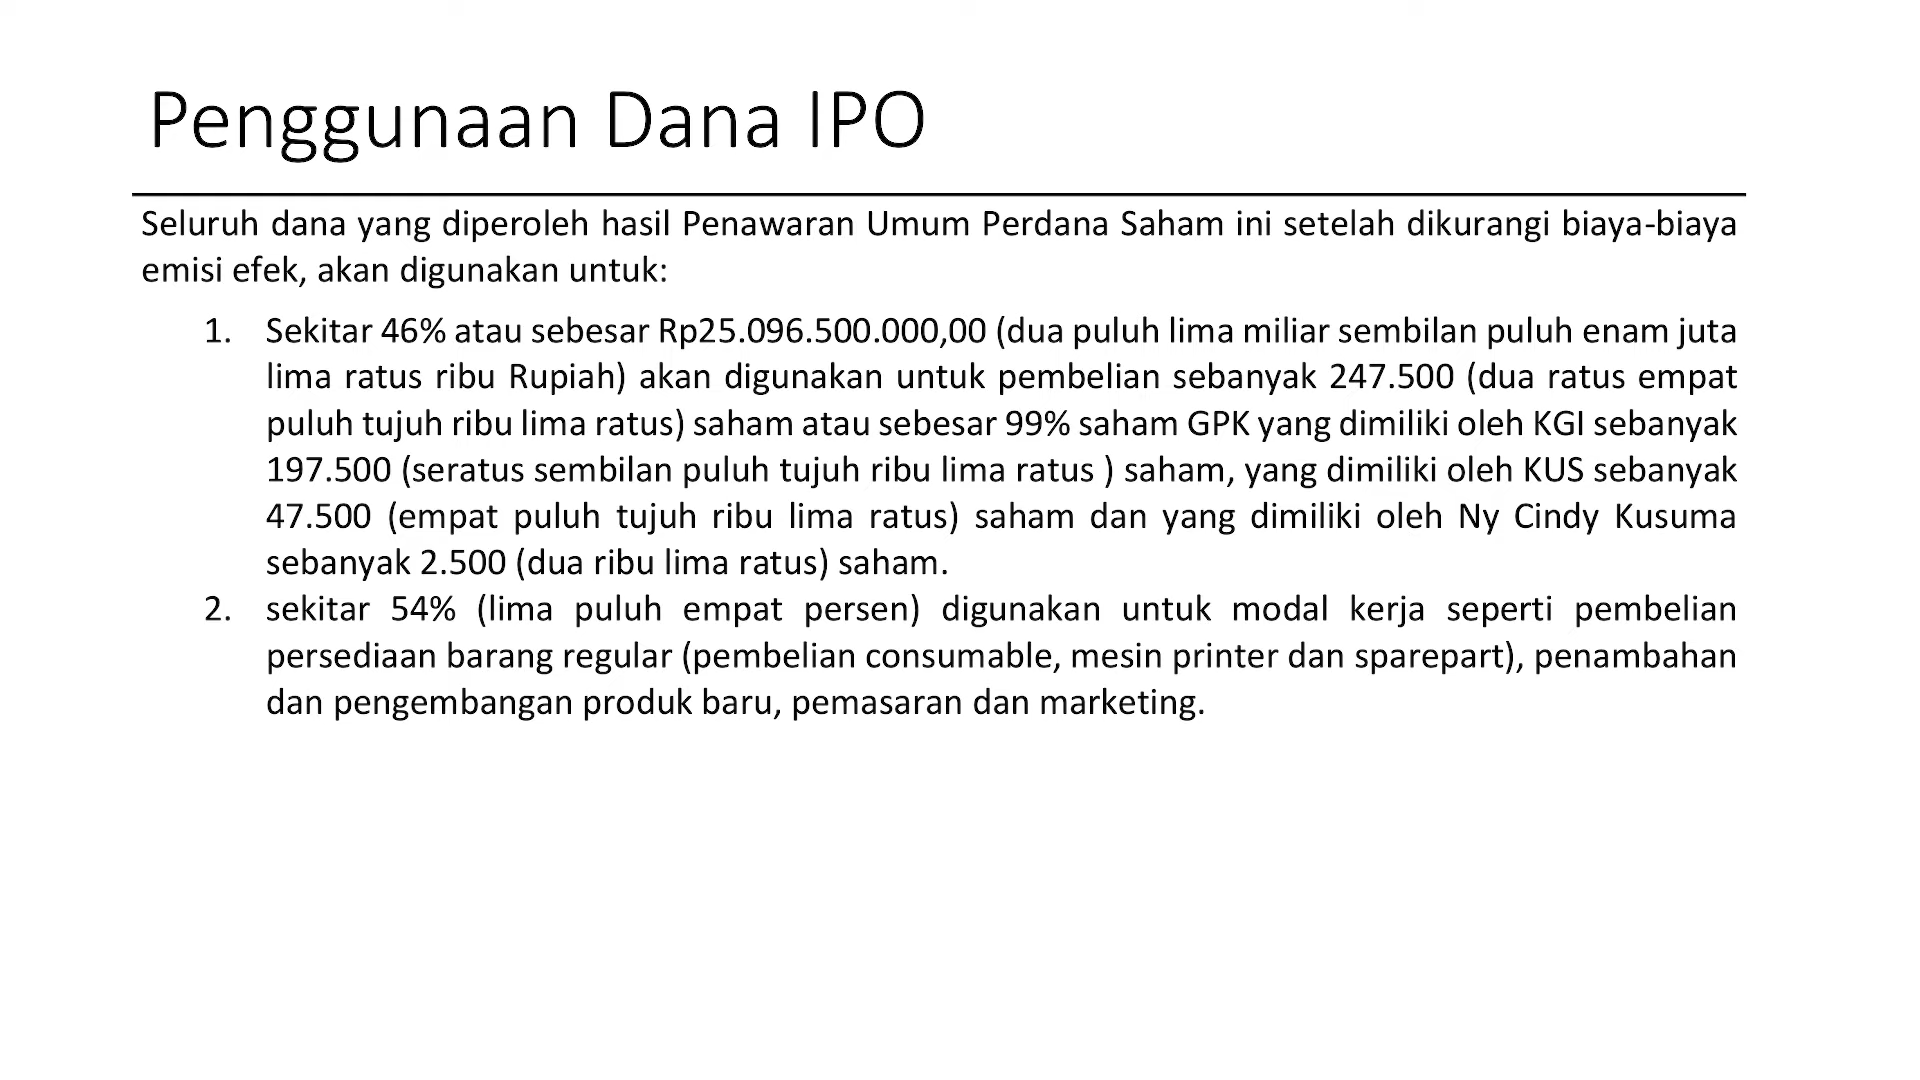 Penggunaan Dana IPO
Seluruh dana yang diperoleh hasil Penawaran Umum Perdana Saham ini setelah dikurangi biaya-biaya
emisi efek, akan digunakan untuk:
1. Sekitar 46% atau sebesar Rp25.096.500.000,00 (dua puluh lima miliar sembilan puluh enam juta
lima ratus ribu Rupiah) akan digunakan untuk pembelian sebanyak 247.500 (dua ratus empat
puluh tujuh ribu lima ratus) saham atau sebesar 99% saham GPK yang dimiliki oleh KGI sebanyak
197.500 (seratus sembilan puluh tujuh ribu lima ratus ) saham, yang dimiliki oleh KUS sebanyak
47.500 (empat puluh tujuh ribu lima ratus) saham dan yang dimiliki oleh Ny Cindy Kusuma
sebanyak 2.500 (dua ribu lima ratus) saham.
2. sekitar 54% (lima puluh empat persen) digunakan untuk modal kerja seperti pembelian
persediaan barang regular (pembelian consumable, mesin printer dan sparepart), penambahan
dan pengembangan produk baru, pemasaran dan marketing.